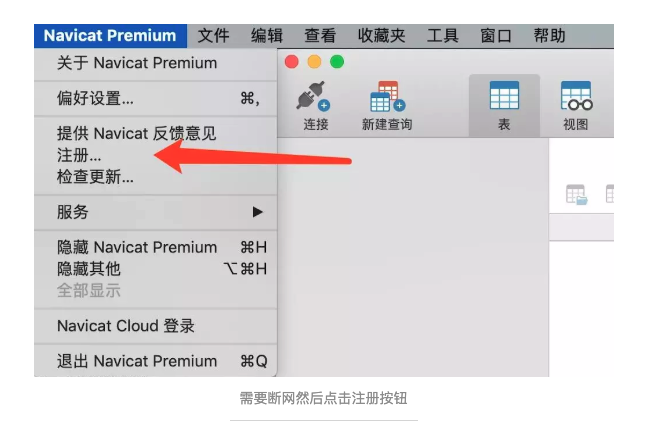 Navicat Premium 文件 编辑 查看 收藏夹 工具 窗口 帮助
关于 Navicat Premium
偏好设置... ⌘,
提供 Navicat 反馈意见
注册...
检查更新...
服务
隐藏 Navicat Premium ⌘H
隐藏其他 ⌥⌘H
全部显示
Navicat Cloud 登录
退出 Navicat Premium ⌘Q
连接 新建查询 表 视图
需要断网然后点击注册按钮